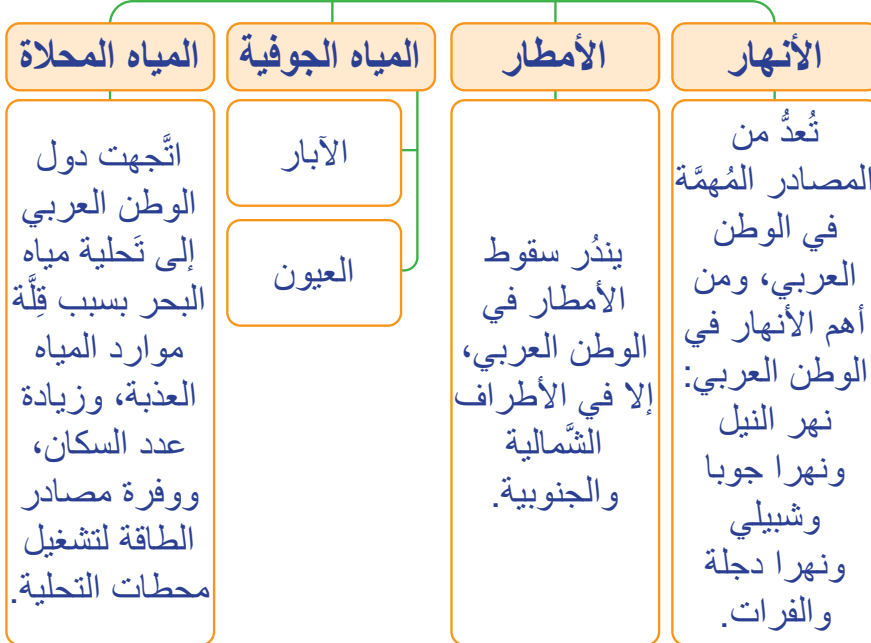 الأنهار
تُعدُّ من
المصادر المُهمَّة
في الوطن
العربي، ومن
أهم الأنهار في
الوطن العربي:
نهر النيل
ونهرا جوبا
وشبيلي
ونهرا دجلة
والفرات.
الأمطار
يندُر سقوط
الأمطار في
الوطن العربي،
إلا في الأطراف
الشَّمالية
والجنوبية.
المياه الجوفية
الآبار
العيون
المياه المحلاة
اتَّجهت دول
الوطن العربي
إلى تَحلية مياه
البحر بسبب قِلَّة
موارد المياه
العذبة، وزيادة
عدد السكان،
ووفرة مصادر
الطاقة لتشغيل
محطات التحلية.